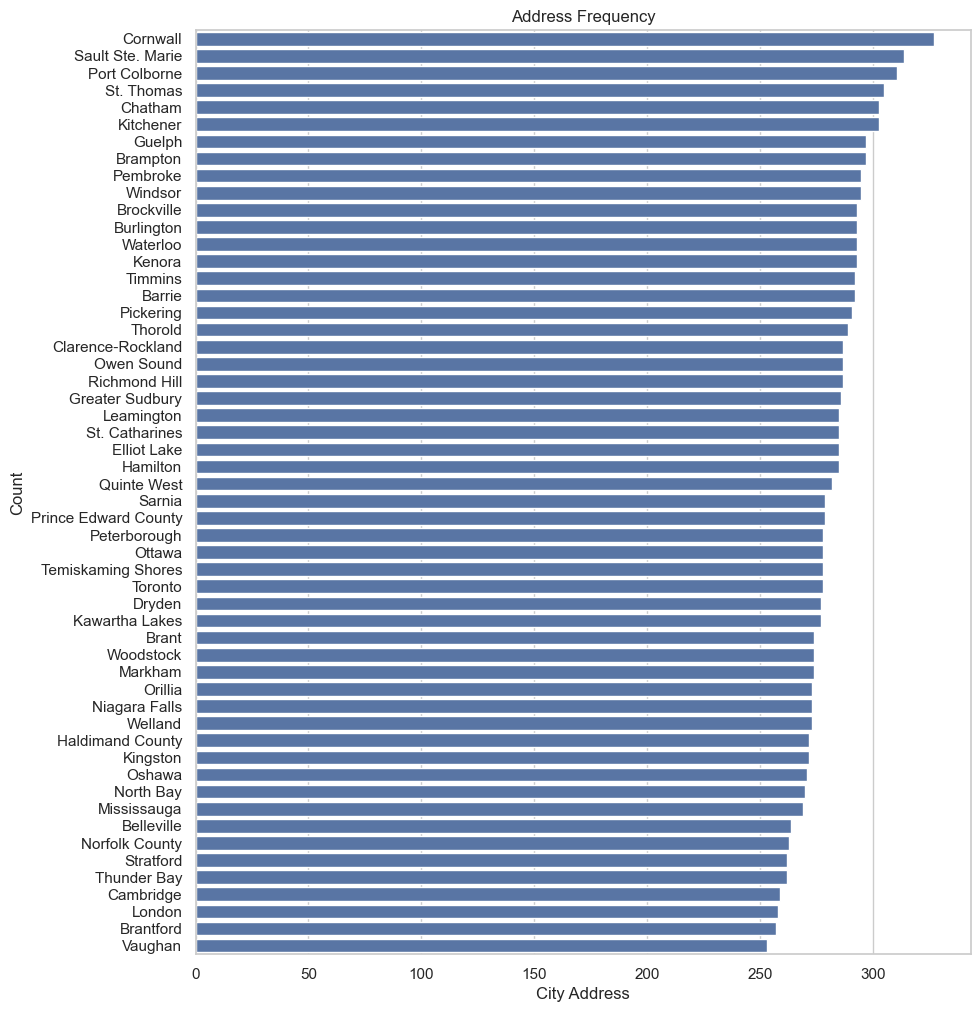 Address Frequency
Cornwall
Sault Ste. Marie
Port Colborne
St. Thomas
Chatham
Kitchener
Guelph
Brampton
Pembroke
Windsor
Brockville
Burlington
Waterloo
Kenora
Timmins
Barrie
Pickering
Thorold
Clarence-Rockland
Owen Sound
Richmond Hill
Greater Sudbury
Leamington
St. Catharines
Elliot Lake
Hamilton
Quinte West
Sarnia
Prince Edward County
Peterborough
Ottawa
Temiskaming Shores
Toronto
Dryden
Kawartha Lakes
Brant
Woodstock
Markham
Orillia
Niagara Falls
Welland
Haldimand County
Kingston
Oshawa
North Bay
Mississauga
Belleville
Norfolk County
Stratford
Thunder Bay
Cambridge
London
Brantford
Vaughan
Count
0 50 100 150 200 250 300
City Address